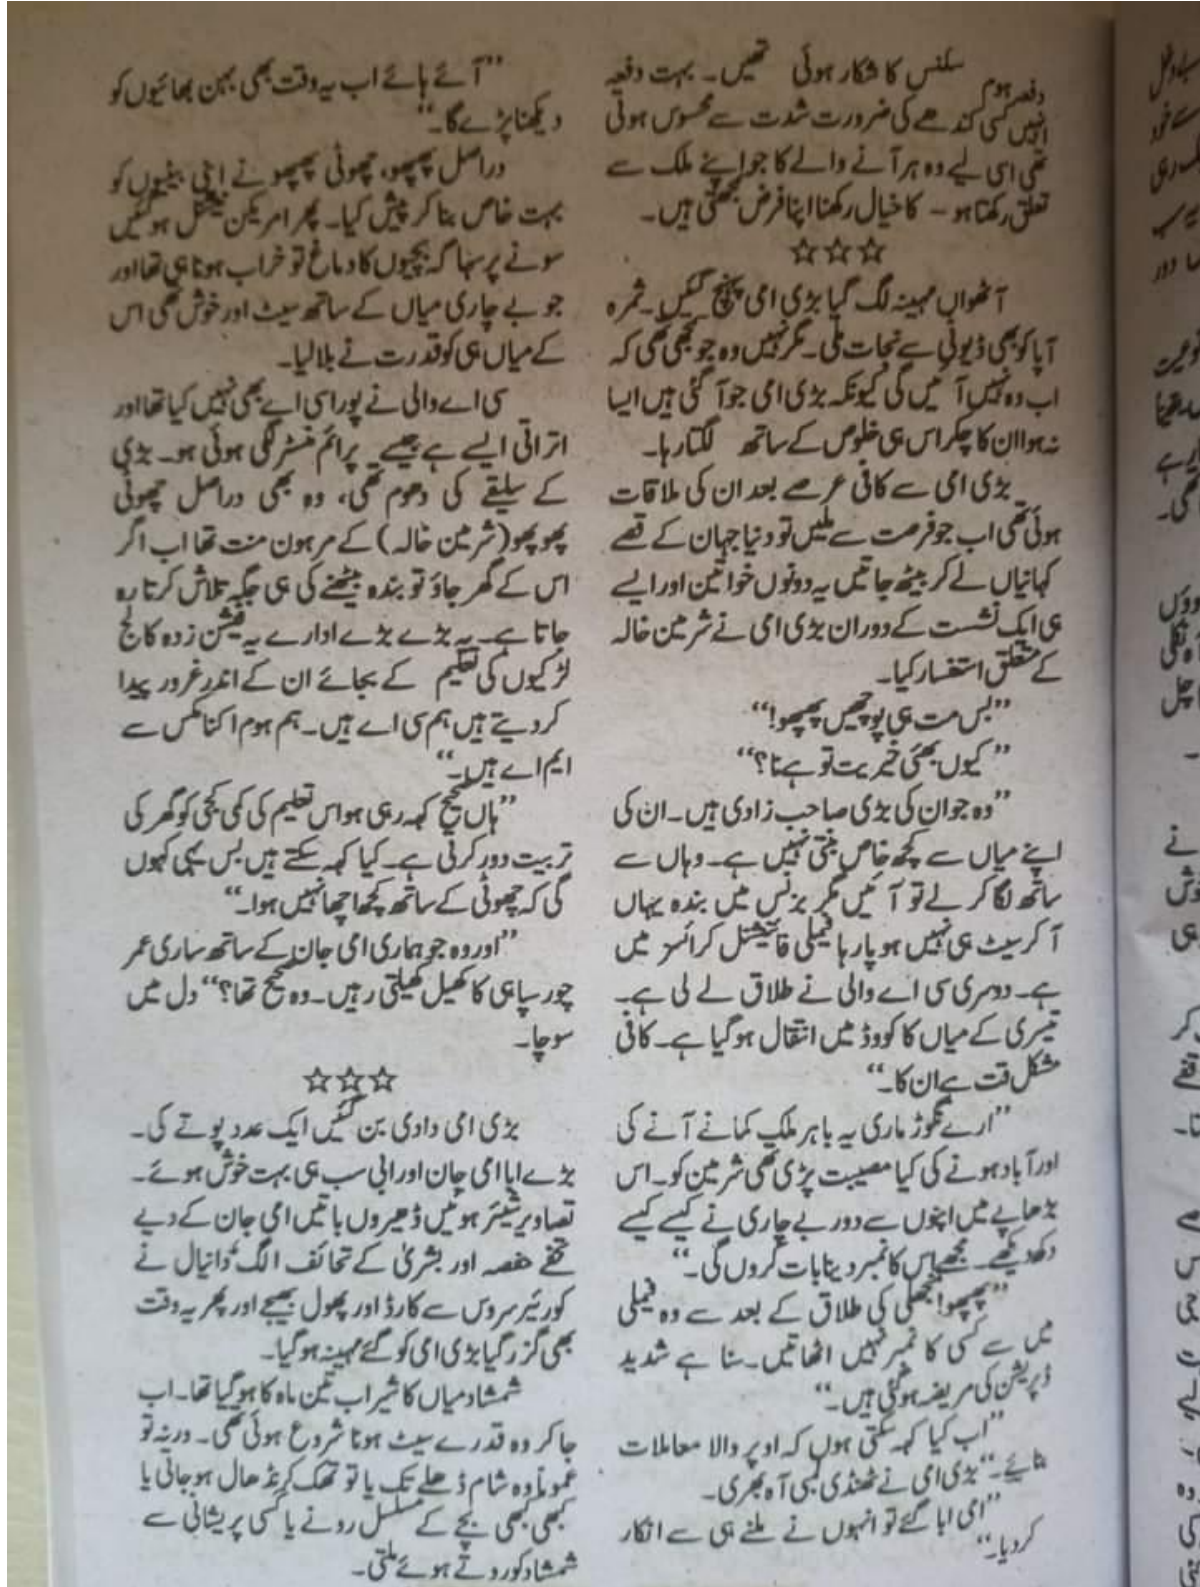 سکنس کا شکار ہوئی تھیں۔ بہت دفعہ
دفعہ ہوم
انہیں کسی کندھے کی ضرورت شدت سے محسوس ہوتی
تھی اسی لیے وہ ہر آنے والے کا جو اپنے ملک سے
تعلق رکھتا ہو – کا خیال رکھنا اپنا فرض سمجھتی ہیں۔
☆☆☆
آٹھواں مہینہ لگ گیا بڑی امی پہنچ گئیں۔ ثمرہ
آپا کو بھی ڈیوٹی سے نجات ملی۔ مگر نہیں وہ جو سمجھی تھی کہ
اب وہ نہیں آئیں گی کیونکہ بڑی امی جو آ گئی ہیں ایسا
نہ ہوا ان کا چکر اس ہی خلوص کے ساتھ لگتا رہا۔
بڑی امی سے کافی عرصے بعد ان کی ملاقات
ہوئی تھی اب جو فرصت سے ملیں تو دنیا جہان کے قصے
کہانیاں لے کر بیٹھ جاتیں یہ دونوں خواتین اور ایسے
ہی ایک نشست کے دوران بڑی امی نے شرمین خالہ
کے متعلق استفسار کیا۔
”بس مت ہی پوچھیں پھپھو!“
”کیوں بھئی خیریت تو ہے نا؟“
”وہ جو ان کی بڑی صاحب زادی ہیں۔ ان کی
اپنے میاں سے کچھ خاص بنتی نہیں ہے۔ وہاں سے
ساتھ لگا کر لے تو آئیں مگر بزنس میں بندہ یہاں
آ کر سیٹ ہی نہیں ہو پا رہا فیملی فائنینشل کرائسز میں
ہے۔ دوسری سی اے والی نے طلاق لے لی ہے۔
تیسری کے میاں کا کووڈ میں انتقال ہو گیا ہے۔ کافی
مشکل قت ہے ان کا۔“
”ارے نگوڑ ماری یہ باہر ملک کمانے آنے کی
اور آباد ہونے کی کیا مصیبت پڑی تھی شرمین کو۔ اس
بڑھاپے میں اپنوں سے دور بے چاری نے کیسے کیسے
دکھ دیکھے۔ مجھے اس کا نمبر دینا بات کروں گی۔“
”پھپھو! منجھلی کی طلاق کے بعد سے وہ فیملی
میں سے کسی کا نمبر نہیں اٹھاتیں۔ سنا ہے شدید
ڈپریشن کی مریضہ ہو گئی ہیں۔“
”اب کیا کہہ سکتی ہوں کہ اوپر والا معاملات
بنائے۔“ بڑی امی نے ٹھنڈی لمبی آہ بھری۔
”امی ابا گئے تو انہوں نے ملنے ہی سے انکار
کر دیا۔“
”آئے ہائے اب یہ وقت بھی بہن بھائیوں کو
دیکھنا پڑے گا۔“
دراصل پھپھو، چھوٹی پھپھو نے اپنی بیٹیوں کو
بہت خاص بنا کر پیش کیا۔ پھر امریکن نیشنل ہو گئیں
سونے پر سہاگہ بچیوں کا دماغ تو خراب ہونا ہی تھا اور
جو بے چاری میاں کے ساتھ سیٹ اور خوش تھی اس
کے میاں ہی کو قدرت نے بلا لیا۔
سی اے والی نے پورا سی اے بھی نہیں کیا تھا اور
اتراتی ایسے ہے جیسے پرائم منسٹر لگی ہوئی ہو۔ بڑی
کے سلیقے کی دھوم تھی، وہ بھی دراصل چھوٹی
پھوپھو (شرمین خالہ) کے مرہون منت تھا اب اگر
اس کے گھر جاؤ تو بندہ بیٹھنے کی ہی جگہ تلاش کرتا رہ
جاتا ہے۔ یہ بڑے بڑے ادارے یہ فیشن زدہ کالج
لڑکیوں کی تعلیم کے بجائے ان کے اندر غرور پیدا
کر دیتے ہیں ہم سی اے ہیں۔ ہم ہوم اکنامکس سے
ایم اے ہیں۔“
”ہاں صحیح کہہ رہی ہو اس تعلیم کی کمی کجی کو گھر کی
تربیت دور کرتی ہے۔ کیا کہہ سکتے ہیں بس یہی کہوں
گی کہ چھوٹی کے ساتھ کچھ اچھا نہیں ہوا۔“
”اور وہ جو ہماری امی جان کے ساتھ ساری عمر
چور سپاہی کا کھیل کھیلتی رہیں۔ وہ صحیح تھا؟“ دل میں
سوچا۔
☆☆☆
بڑی امی دادی بن گئیں ایک عدد پوتے کی۔
بڑے ابا امی جان اور ابی سب ہی بہت خوش ہوئے۔
تصاویر شیئر ہوئیں ڈھیروں باتیں امی جان کے دیے
تحفے حفصہ اور بشریٰ کے تحائف الگ‘ دانیال نے
کورئیر سروس سے کارڈ اور پھول بھیجے اور پھر یہ وقت
بھی گزر گیا بڑی امی کو گئے مہینہ ہو گیا۔
شمشاد میاں کا شیر اب تین ماہ کا ہو گیا تھا۔ اب
جا کر وہ قدرے سیٹ ہونا شروع ہوئی تھی۔ ورنہ تو
عموماً وہ شام ڈھلے تک یا تو تھک کر نڈھال ہو جاتی یا
کبھی کبھی بچے کے مسلسل رونے یا کسی پریشانی سے
شمشاد کو روتے ہوئے ملتی۔